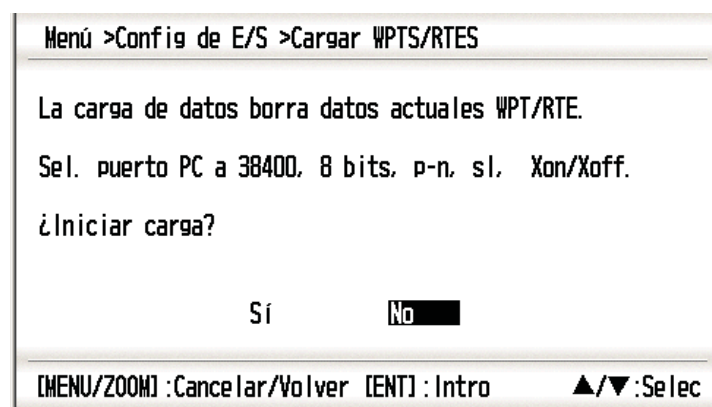 Menú >Config de E/S >Cargar WPTS/RTES
La carga de datos borra datos actuales WPT/RTE.
Sel. puerto PC a 38400, 8 bits, p-n, sl, Xon/Xoff.
¿Iniciar carga?
Sí No
[MENU/ZOOM] :Cancelar/Volver [ENT] : Intro ▲/▼:Selec